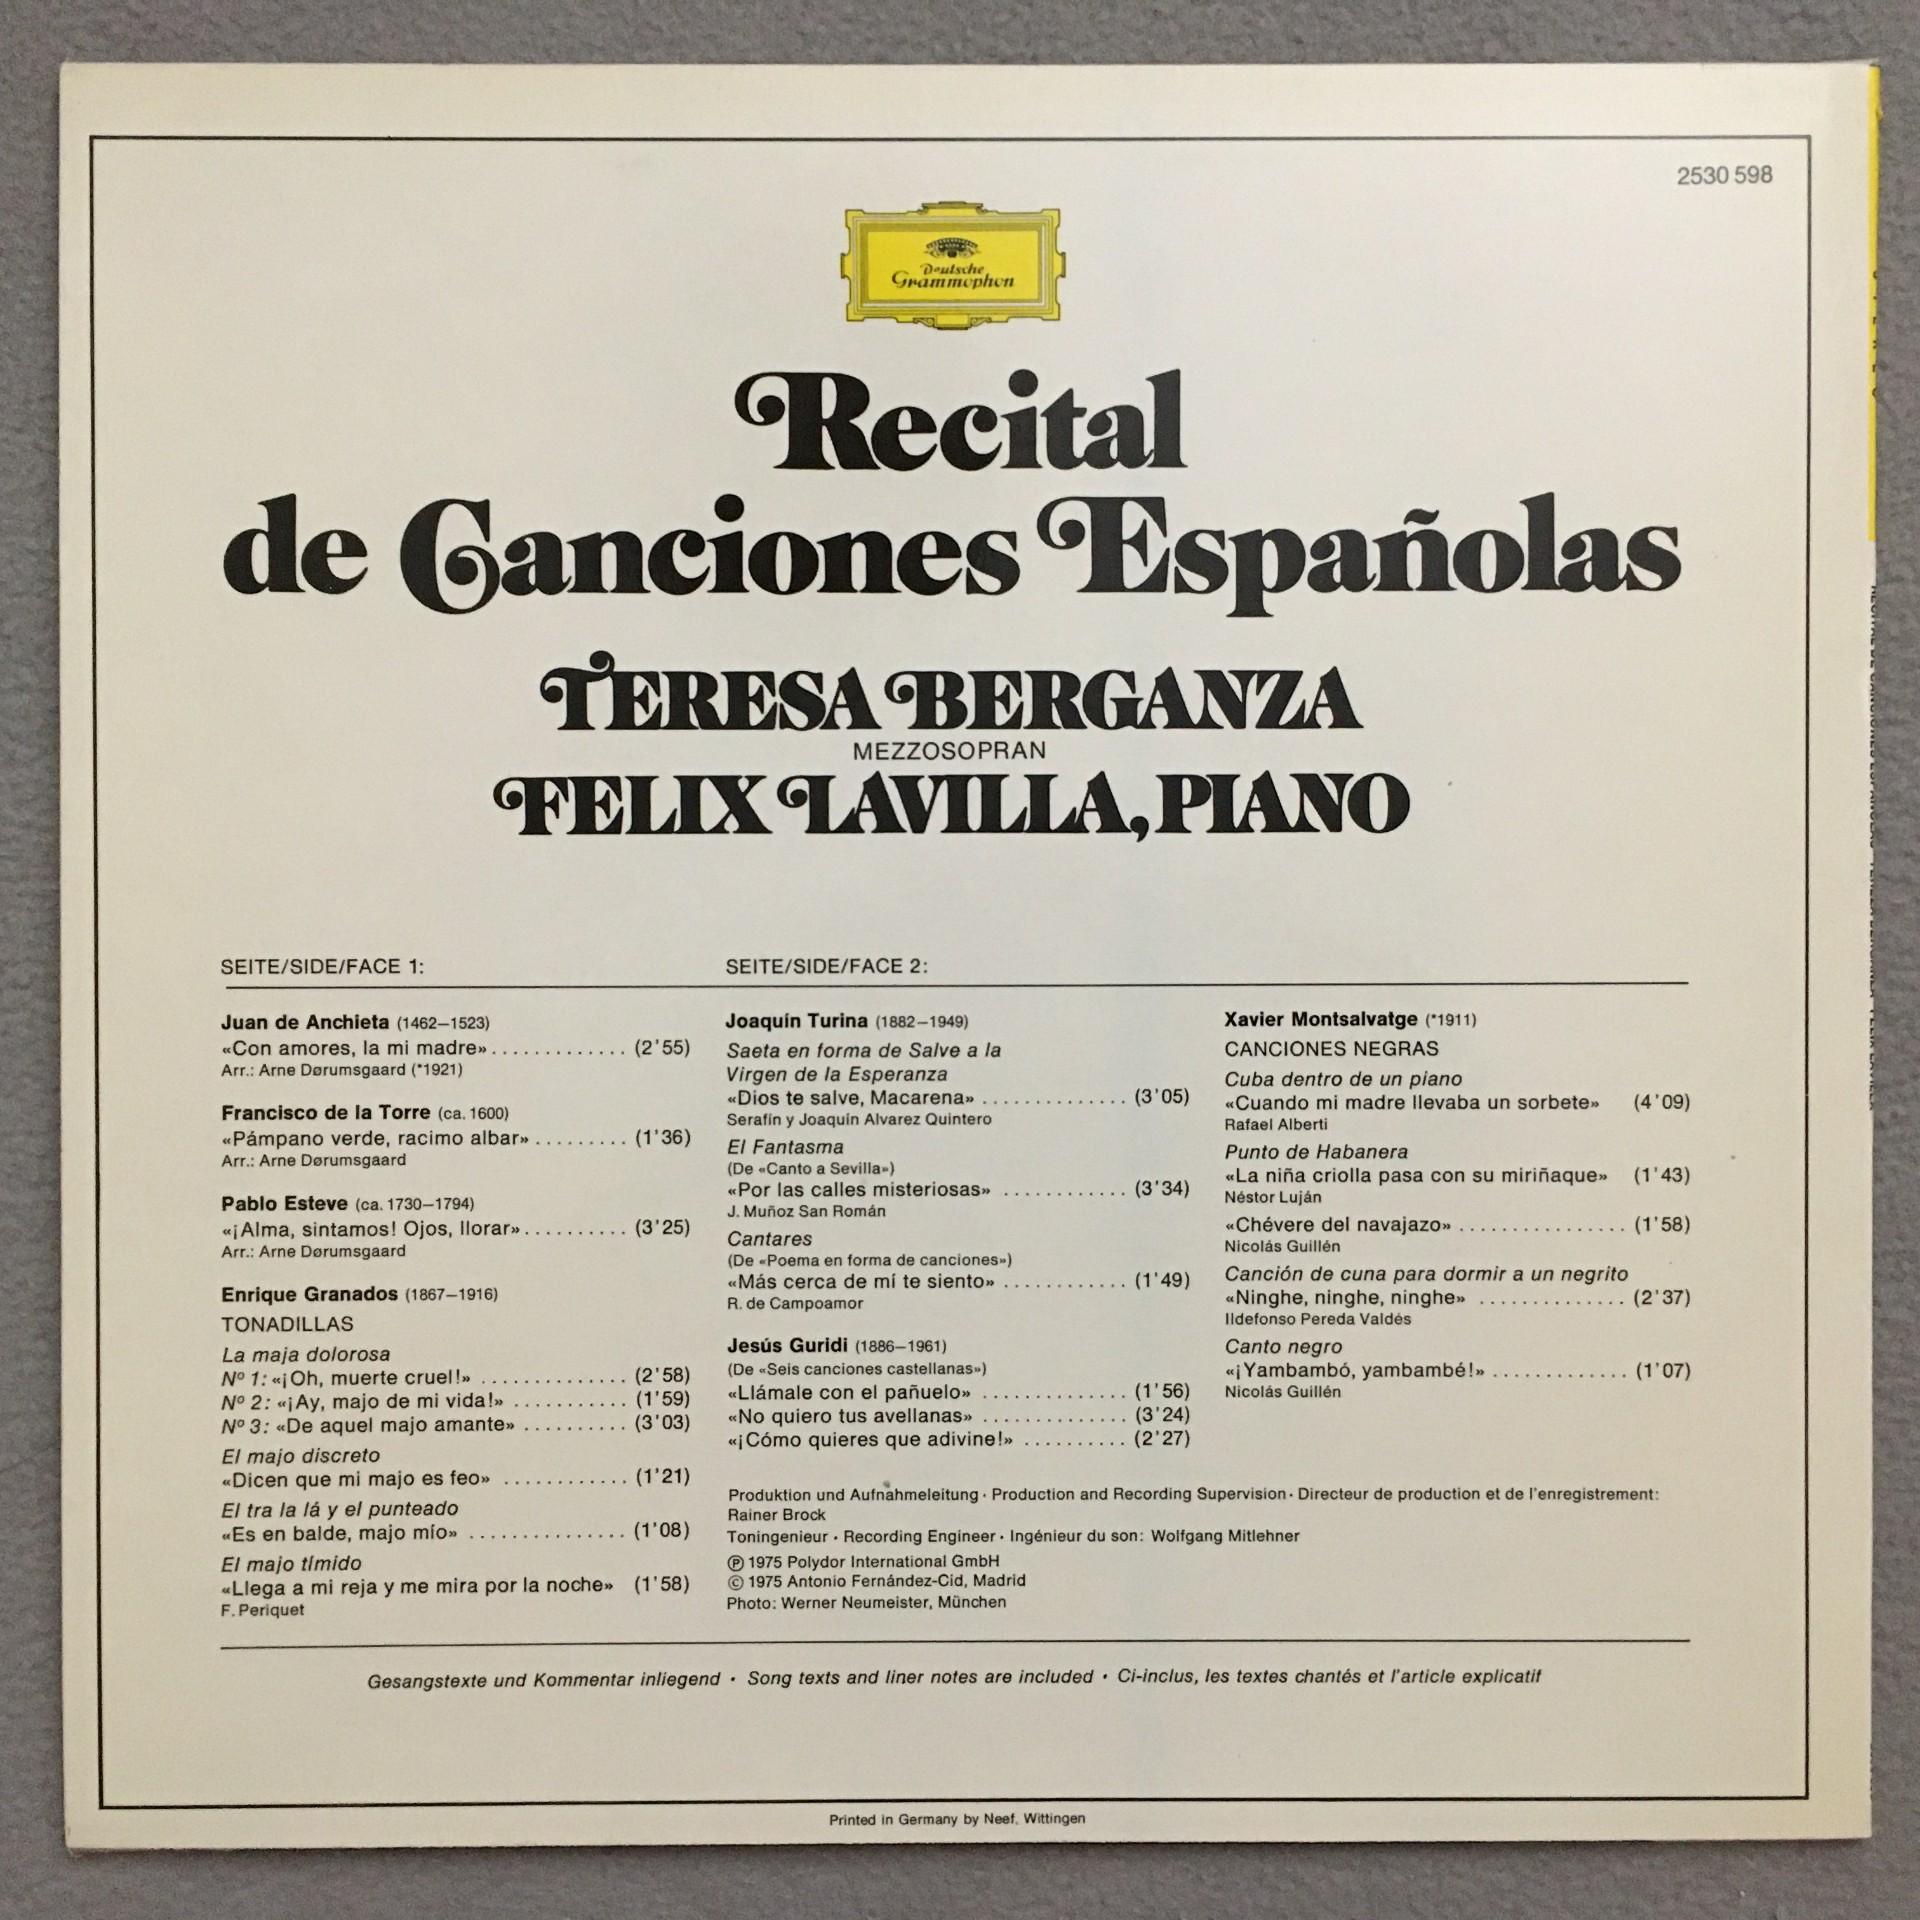 2530 598
Deutsche
Grammophon
Recital
de Canciones Españolas
TERESA BERGANZA
MEZZOSOPRAN
FELIX LAVILLA, PIANO
SEITE/SIDE/FACE 1:
Juan de Anchieta (1462–1523)
«Con amores, la mi madre» ............. (2'55)
Arr.: Arne Dørumsgaard (*1921)
Francisco de la Torre (ca. 1600)
«Pámpano verde, racimo albar» ......... (1'36)
Arr.: Arne Dørumsgaard
Pablo Esteve (ca. 1730–1794)
«¡Alma, sintamos! Ojos, llorar» .......... (3'25)
Arr.: Arne Dørumsgaard
Enrique Granados (1867–1916)
TONADILLAS
La maja dolorosa
Nº 1: «¡Oh, muerte cruel!» .............. (2'58)
Nº 2: «¡Ay, majo de mi vida!» ........... (1'59)
Nº 3: «De aquel majo amante» .......... (3'03)
El majo discreto
«Dicen que mi majo es feo» ............ (1'21)
El tra la lá y el punteado
«Es en balde, majo mío» ............... (1'08)
El majo tímido
«Llega a mi reja y me mira por la noche» (1'58)
F. Periquet
SEITE/SIDE/FACE 2:
Joaquín Turina (1882–1949)
Saeta en forma de Salve a la
Virgen de la Esperanza
«Dios te salve, Macarena» .............. (3'05)
Serafín y Joaquín Alvarez Quintero
El Fantasma
(De «Canto a Sevilla»)
«Por las calles misteriosas» ............ (3'34)
J. Muñoz San Román
Cantares
(De «Poema en forma de canciones»)
«Más cerca de mí te siento» ............ (1'49)
R. de Campoamor
Jesús Guridi (1886–1961)
(De «Seis canciones castellanas»)
«Llámale con el pañuelo» .............. (1'56)
«No quiero tus avellanas» .............. (3'24)
«¡Cómo quieres que adivine!» .......... (2'27)
Xavier Montsalvatge (*1911)
CANCIONES NEGRAS
Cuba dentro de un piano
«Cuando mi madre llevaba un sorbete» (4'09)
Rafael Alberti
Punto de Habanera
«La niña criolla pasa con su miriñaque» (1'43)
Néstor Luján
«Chévere del navajazo» ................ (1'58)
Nicolás Guillén
Canción de cuna para dormir a un negrito
«Ninghe, ninghe, ninghe» .............. (2'37)
Ildefonso Pereda Valdés
Canto negro
«¡Yambambó, yambambé!» ............. (1'07)
Nicolás Guillén
Produktion und Aufnahmeleitung · Production and Recording Supervision · Directeur de production et de l'enregistrement:
Rainer Brock
Toningenieur · Recording Engineer · Ingénieur du son: Wolfgang Mitlehner
℗ 1975 Polydor International GmbH
© 1975 Antonio Fernández-Cid, Madrid
Photo: Werner Neumeister, München
Gesangstexte und Kommentar inliegend · Song texts and liner notes are included · Ci-inclus, les textes chantés et l'article explicatif
Printed in Germany by Neef, Wittingen